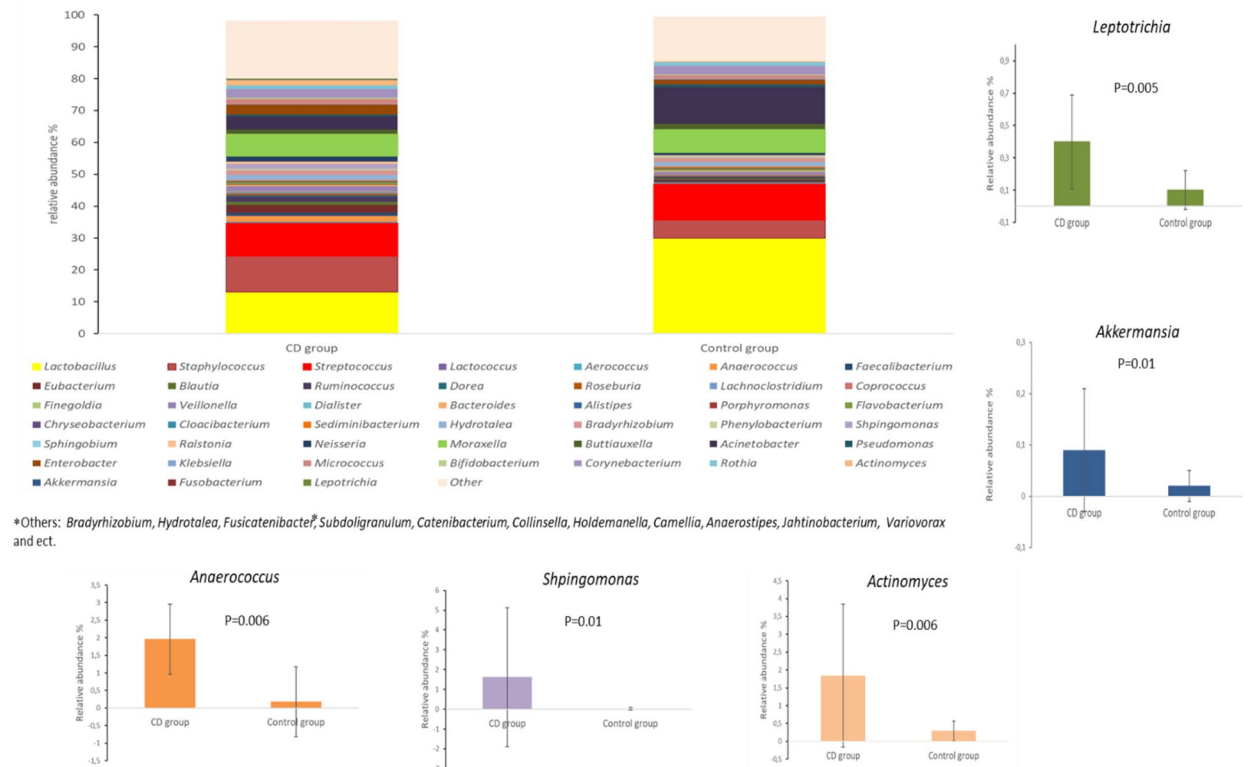 100
90
80
70
60
50
40
30
20
10
0
relative abundance %
CD group
Control group
Lactobacillus Staphylococcus Streptococcus Lactococcus Aerococcus Anaerococcus Faecalibacterium
Eubacterium Blautia Ruminococcus Dorea Roseburia Lachnoclostridium Coprococcus
Finegoldia Veillonella Dialister Bacteroides Alistipes Porphyromonas Flavobacterium
Chryseobacterium Cloacibacterium Sediminibacterium Hydrotalea Bradyrhizobium Phenylobacterium Shpingomonas
Sphingobium Ralstonia Neisseria Moraxella Buttiauxella Acinetobacter Pseudomonas
Enterobacter Klebsiella Micrococcus Bifidobacterium Corynebacterium Rothia Actinomyces
Akkermansia Fusobacterium Lepotrichia Other
*Others: Bradyrhizobium, Hydrotalea, Fusicatenibacter,* Subdoligranulum, Catenibacterium, Collinsella, Holdemanella, Camellia, Anaerostipes, Jahtinobacterium, Variovorax
and ect.
Leptotrichia
P=0.005
0,9
0,7
0,5
0,3
0,1
-0,1
Relative abundance %
CD group
Control group
Akkermansia
P=0.01
0,3
0,2
0,1
0
-0,1
Relative abundance %
CD group
Control group
Anaerococcus
P=0.006
3,5
3
2,5
2
1,5
1
0,5
0
-0,5
-1
-1,5
Relative abundance %
CD group
Control group
Shpingomonas
P=0.01
6
5
4
3
2
1
0
-1
-2
Relative abundance %
CD group
Control group
Actinomyces
P=0.006
4,5
4
3,5
3
2,5
2
1,5
1
0,5
0
-0,5
Relative abundance %
CD group
Control group